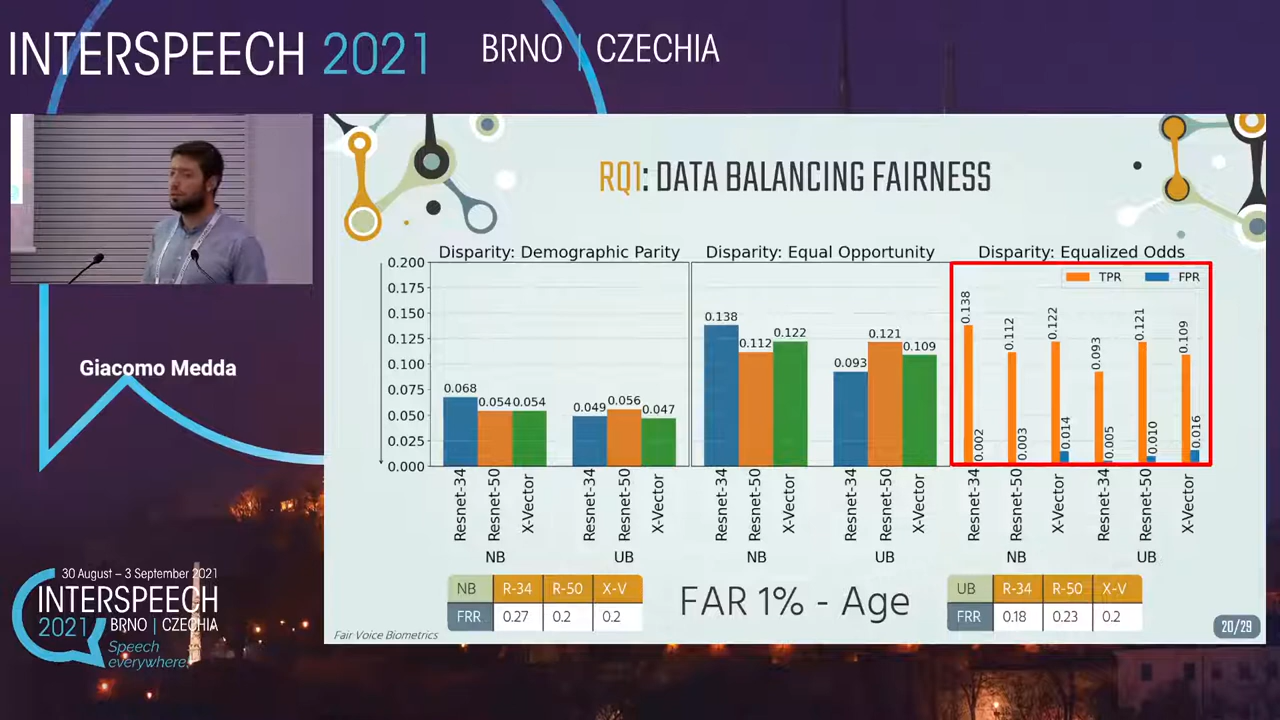 INTERSPEECH 2021
BRNO | CZECHIA
RQ1: DATA BALANCING FAIRNESS
Disparity: Demographic Parity
Disparity: Equal Opportunity
Disparity: Equalized Odds
0.200
0.175
0.150
0.125
0.100
0.075
0.050
0.025
0.000
0.068
0.054
0.054
0.049
0.056
0.047
0.138
0.112
0.122
0.093
0.121
0.109
TPR
FPR
0.138
0.002
0.112
0.003
0.122
0.014
0.093
0.005
0.121
0.010
0.109
0.016
Resnet-34
Resnet-50
X-Vector
Resnet-34
Resnet-50
X-Vector
Resnet-34
Resnet-50
X-Vector
Resnet-34
Resnet-50
X-Vector
Resnet-34
Resnet-50
X-Vector
Resnet-34
Resnet-50
X-Vector
NB
UB
NB
UB
NB
UB
NB R-34 R-50 X-V
FRR 0.27 0.2 0.2
FAR 1% - Age
UB R-34 R-50 X-V
FRR 0.18 0.23 0.2
Fair Voice Biometrics
20/29
Giacomo Medda
30 August – 3 September 2021
INTERSPEECH
2021 BRNO | CZECHIA
Speech
everywhere!